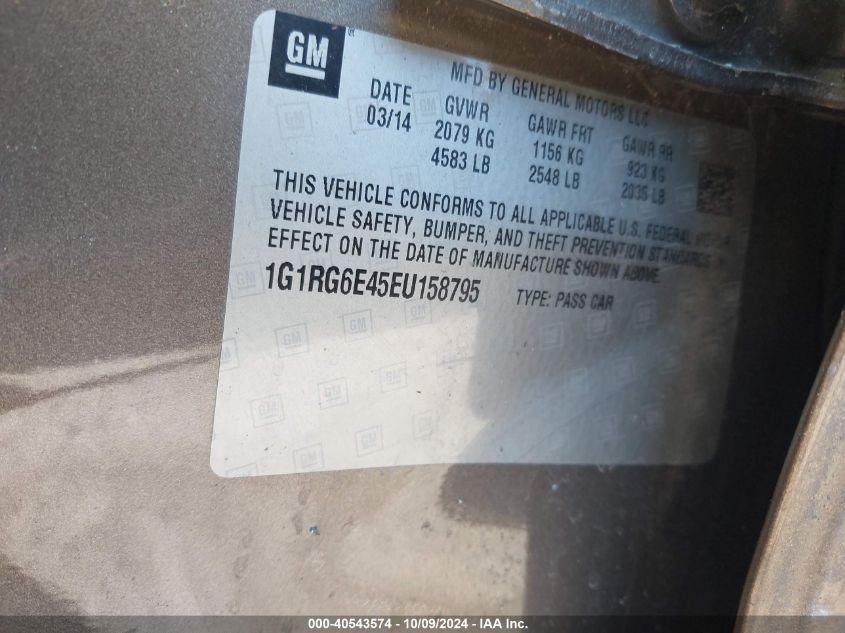 GM
MFD BY GENERAL MOTORS LLC
DATE GVWR GAWR FRT GAWR RR
03/14 2079 KG 1156 KG 923 KG
4583 LB 2548 LB 2035 LB
THIS VEHICLE CONFORMS TO ALL APPLICABLE U.S. FEDERAL
VEHICLE SAFETY, BUMPER, AND THEFT PREVENTION STANDARDS
EFFECT ON THE DATE OF MANUFACTURE SHOWN ABOVE.
1G1RG6E45EU158795 TYPE: PASS CAR
000-40543574 - 10/09/2024 - IAA Inc.